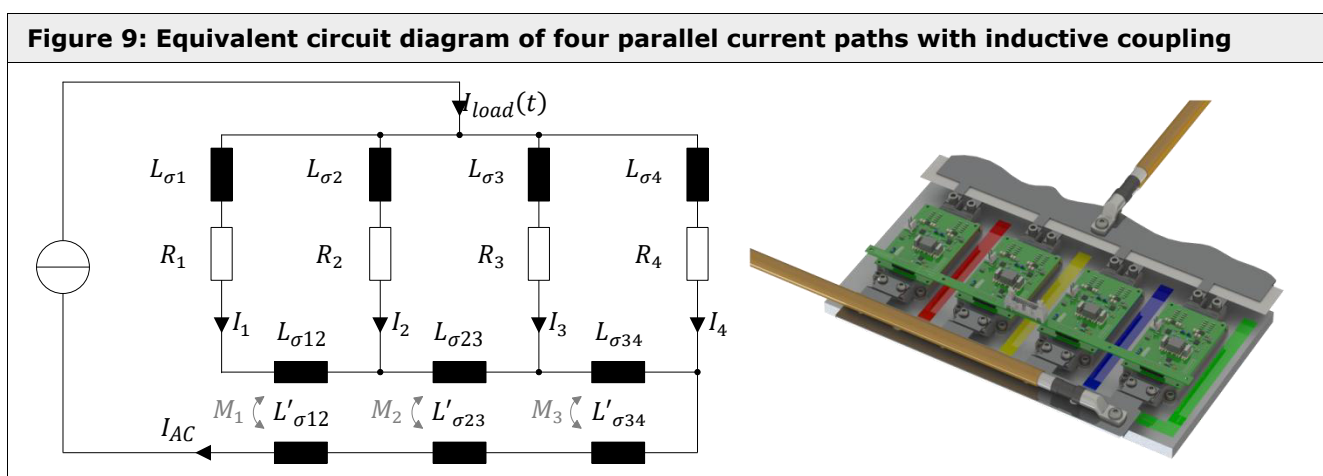 Figure 9: Equivalent circuit diagram of four parallel current paths with inductive coupling
I_load(t)
L_σ1 L_σ2 L_σ3 L_σ4
R_1 R_2 R_3 R_4
I_1 I_2 I_3 I_4
L_σ12 L_σ23 L_σ34
M_1 L'_σ12 M_2 L'_σ23 M_3 L'_σ34
I_AC